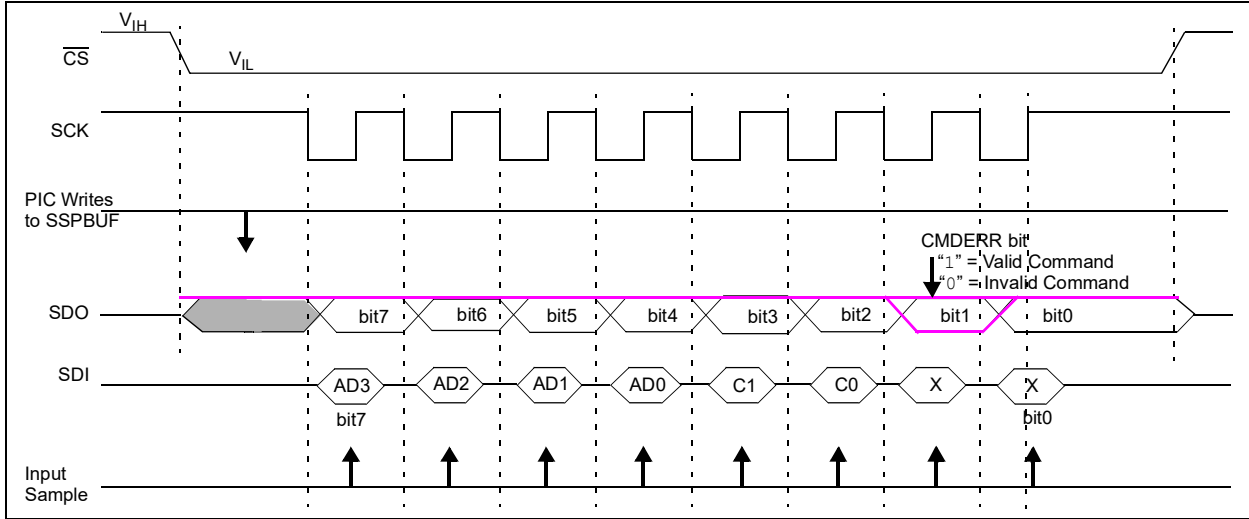 VIH
CS
VIL
SCK
PIC Writes
to SSPBUF
CMDERR bit
“1” = Valid Command
“0” = Invalid Command
SDO bit7 bit6 bit5 bit4 bit3 bit2 bit1 bit0
SDI AD3 AD2 AD1 AD0 C1 C0 X X
bit7 bit0
Input
Sample